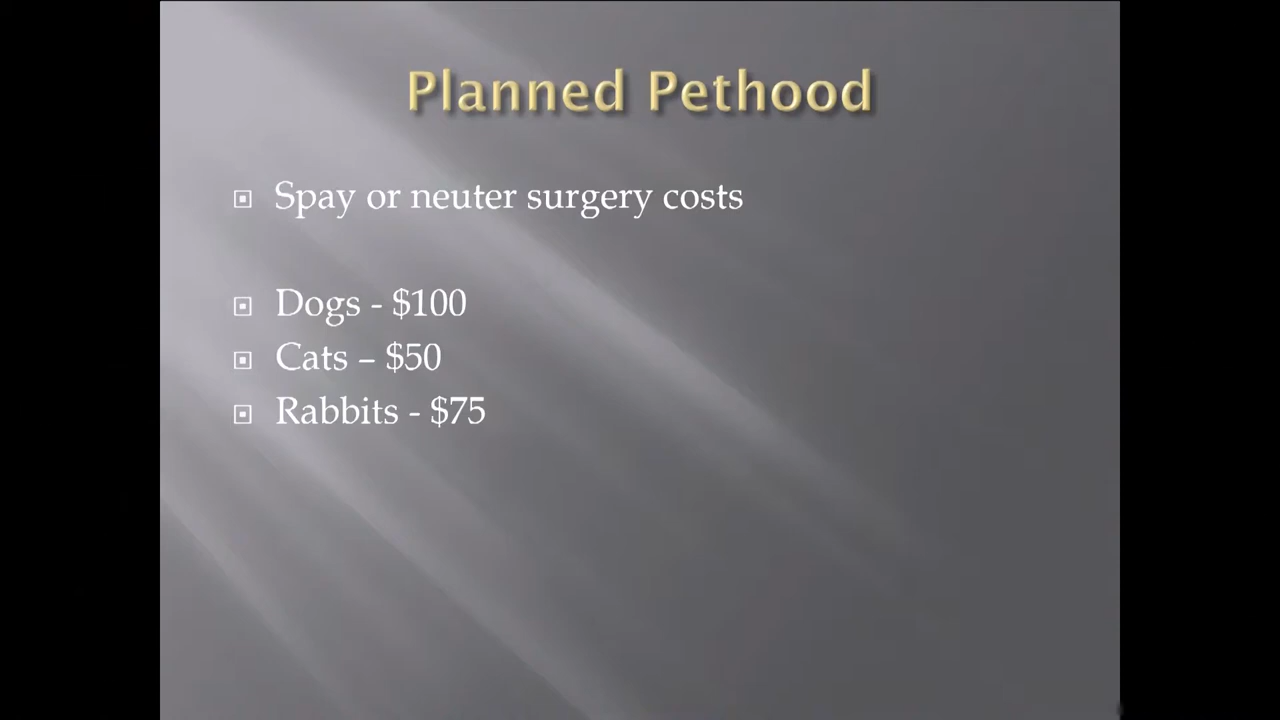 Planned Pethood
Spay or neuter surgery costs
Dogs - $100
Cats – $50
Rabbits - $75